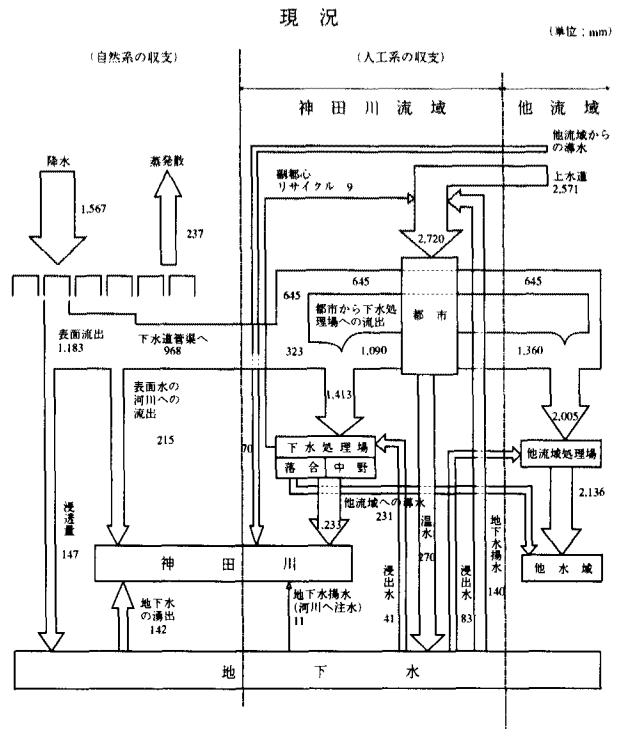 現況
(単位:mm)
(自然系の収支)
(人工系の収支)
神田川流域
他流域
他流域から
の導水
降水
蒸発散
副都心
リサイクル 9
上水道
2,571
1,567
237
2,720
645
645
645
都市から下水処
理場への流出
都市
表面流出
1,183
下水道管渠へ
968
323
1,090
1,360
表面水の
河川への
流出
215
70
1,413
2,005
下水処理場
落合
中野
他流域処理場
他流域への導水
231
2,136
1,233
浸透量
147
温水
270
地下水揚水
140
神田川
他水域
地下水
の湧出
142
地下水揚水
(河川へ注水)
11
浸出水
41
浸出水
83
地下水